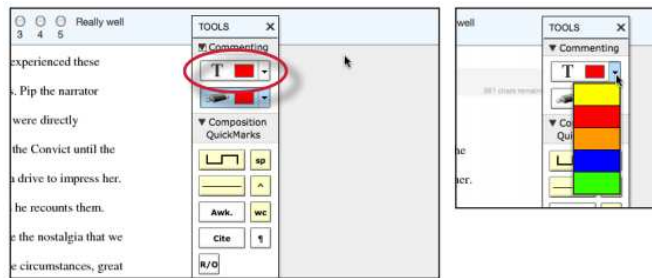 Really well
3 4 5
experienced these
s. Pip the narrator
were directly
the Convict until the
a drive to impress her.
he recounts them.
e the nostalgia that we
e circumstances, great
TOOLS X
▼ Commenting
T
▼ Composition
QuickMarks
sp
^
Awk. wc
Cite ¶
R/O
well
he
her.
TOOLS X
▼ Commenting
T
▼ Co
Qui